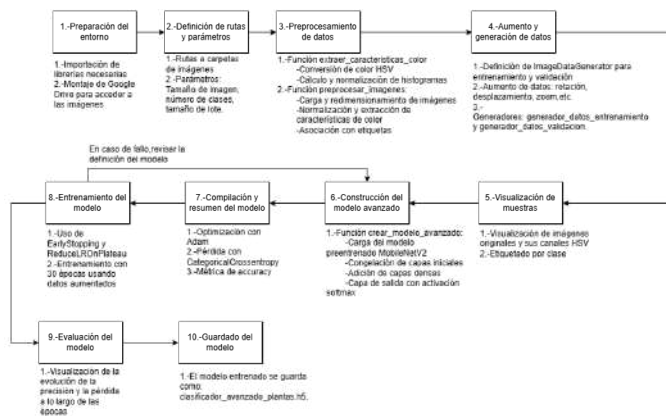 1.-Preparación del
entorno
1.-Importación de
librerías necesarias
2.-Montaje de Google
Drive para acceder a
las imágenes
2.-Definición de rutas
y parámetros
1.-Rutas a carpetas
de imágenes
2.-Parámetros:
Tamaño de imagen,
número de clases,
tamaño de lote.
3.-Preprocesamiento
de datos
1.-Función extraer_características_color
-Conversión de color HSV
-Cálculo y normalización de histogramas
2.-Función preprocesar_imagenes:
-Carga y redimensionamiento de imágenes
-Normalización y extracción de
características de color
-Asociación con etiquetas
4.-Aumento y
generación de datos
1.-Definición de ImageDataGenerator para
entrenamiento y validación
2.-Aumento de datos: rotación,
desplazamiento, zoom,etc.
3.-
Generadores: generador_datos_entrenamiento
y generador_datos_validacion.
En caso de fallo,revisar la
definición del modelo
8.-Entrenamiento del
modelo
1.-Uso de
EarlyStopping y
ReduceLROnPlateau
2.-Entrenamiento con
30 épocas usando
datos aumentados
7.-Compilación y
resumen del modelo
1.-Optimización con
Adam
2.-Pérdida con
CategoricalCrossentropy
3.-Métrica de accuracy
6.-Construcción del
modelo avanzado
1.-Función crear_modelo_avanzado:
-Carga del modelo
preentrenado MobileNetV2
-Congelación de capas iniciales
-Adición de capas densas
-Capa de salida con activación
softmax
5.-Visualización de
muestras
1.-Visualización de imágenes
originales y sus canales HSV
2.-Etiquetado por clase
9.-Evaluación del
modelo
1.-Visualización de la
evolución de la
precisión y la pérdida
a lo largo de las
épocas
10.-Guardado del
modelo
1.-El modelo entrenado se guarda
como:
clasificador_avanzado_plantas.h5.